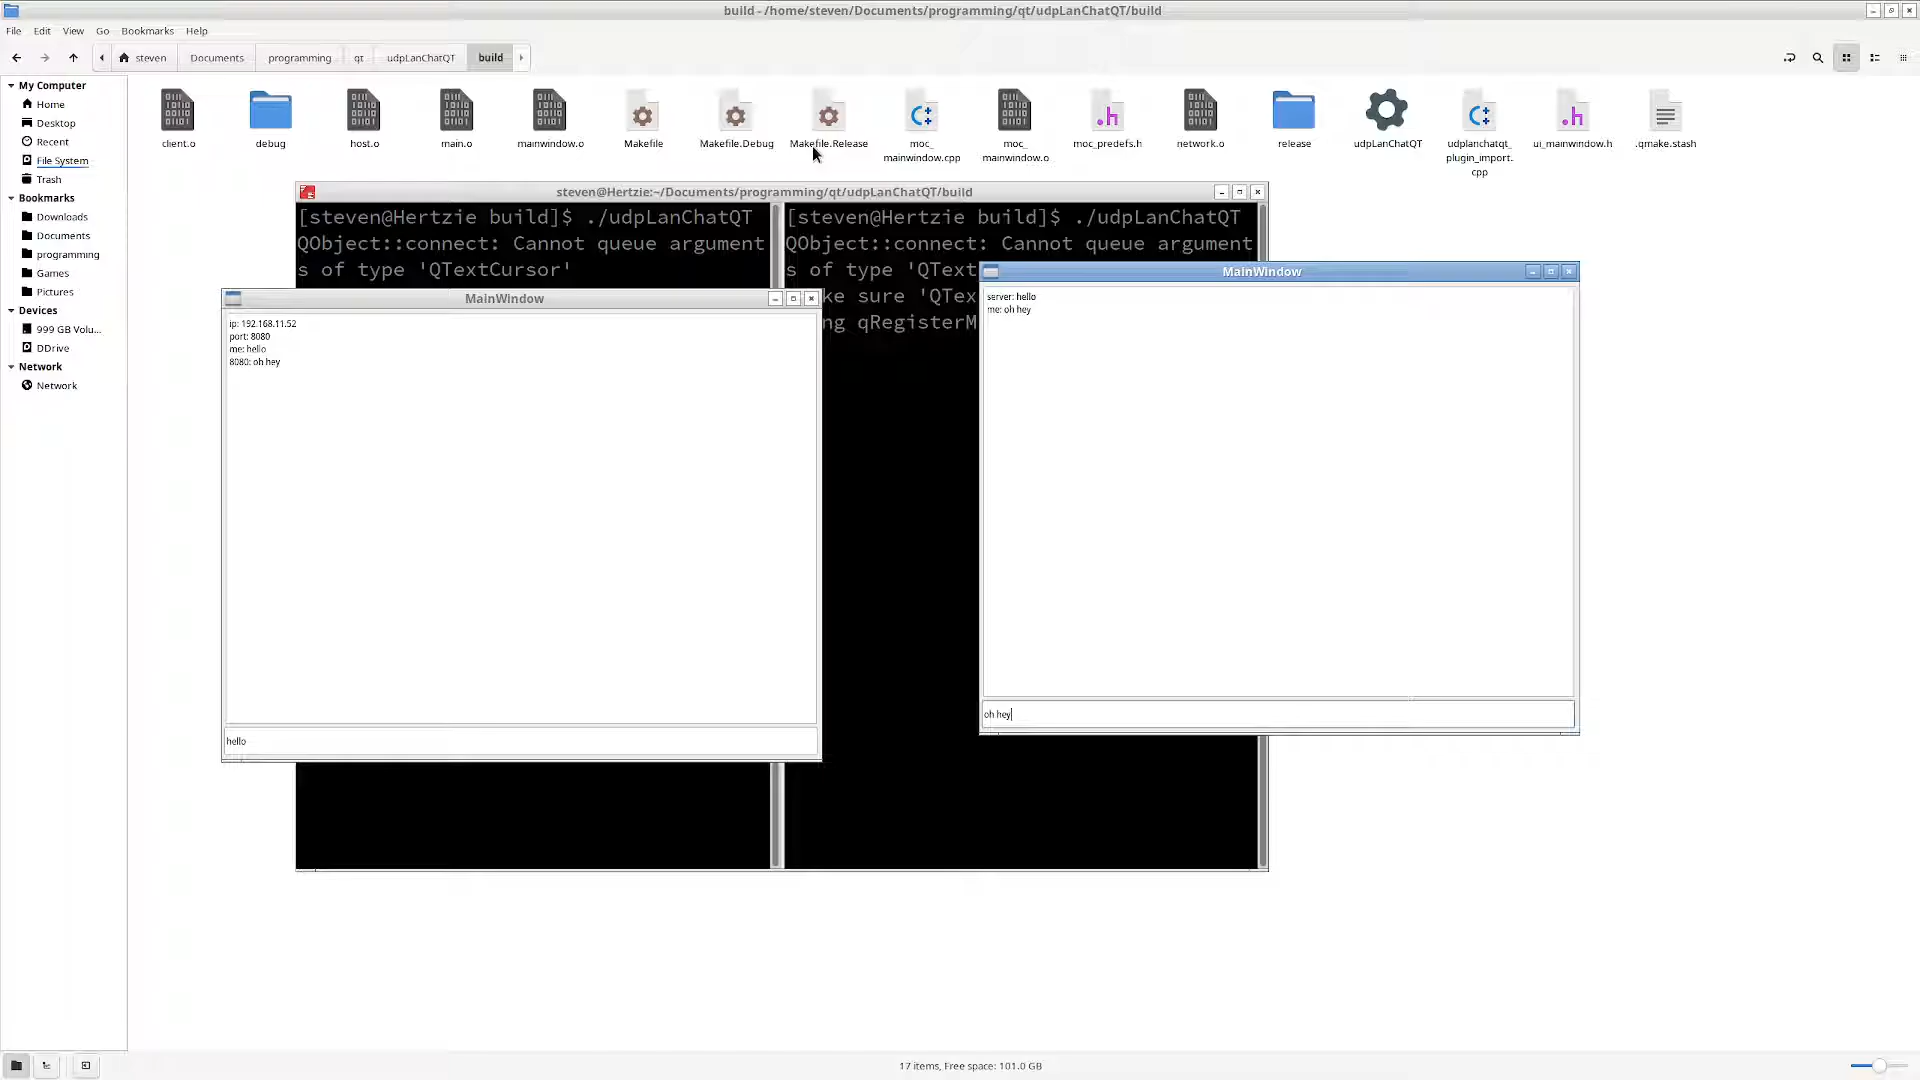 build - /home/steven/Documents/programming/qt/udpLanChatQT/build
File Edit View Go Bookmarks Help
steven Documents programming qt udpLanChatQT build
My Computer
Home
Desktop
Recent
File System
Trash
Bookmarks
Downloads
Documents
programming
Games
Pictures
Devices
999 GB Volu...
DDrive
Network
Network
client.o
debug
host.o
main.o
mainwindow.o
Makefile
Makefile.Debug
Makefile.Release
moc_
mainwindow.cpp
moc_
mainwindow.o
moc_predefs.h
network.o
release
udpLanChatQT
udplanchatqt_
plugin_import.
cpp
ui_mainwindow.h
.qmake.stash
steven@Hertzie:~/Documents/programming/qt/udpLanChatQT/build
[steven@Hertzie build]$ ./udpLanChatQT
QObject::connect: Cannot queue argument
s of type 'QTextCursor'
[steven@Hertzie build]$ ./udpLanChatQT
QObject::connect: Cannot queue argument
s of type 'QText
ke sure 'QTex
ng qRegisterM
MainWindow
ip: 192.168.11.52
port: 8080
me: hello
8080: oh hey
hello
MainWindow
server: hello
me: oh hey
oh hey
17 items, Free space: 101.0 GB